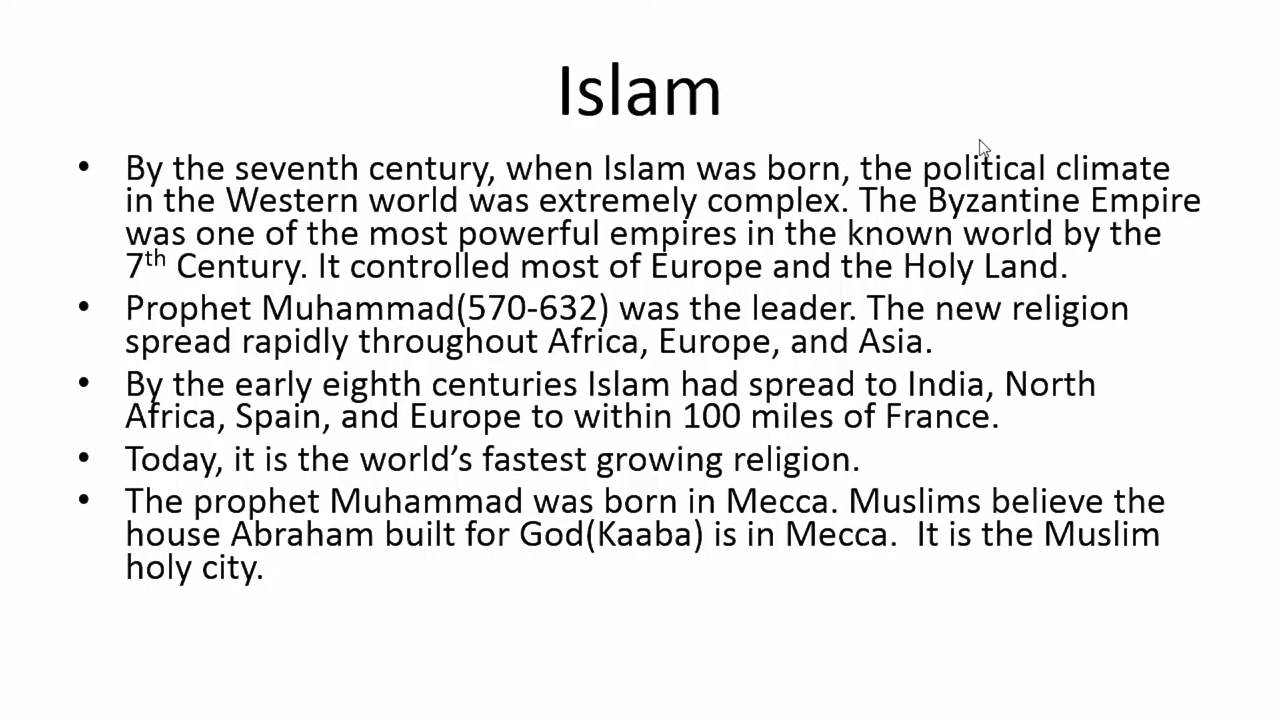 Islam
• By the seventh century, when Islam was born, the political climate
in the Western world was extremely complex. The Byzantine Empire
was one of the most powerful empires in the known world by the
7th Century. It controlled most of Europe and the Holy Land.
• Prophet Muhammad(570-632) was the leader. The new religion
spread rapidly throughout Africa, Europe, and Asia.
• By the early eighth centuries Islam had spread to India, North
Africa, Spain, and Europe to within 100 miles of France.
• Today, it is the world’s fastest growing religion.
• The prophet Muhammad was born in Mecca. Muslims believe the
house Abraham built for God(Kaaba) is in Mecca.  It is the Muslim
holy city.